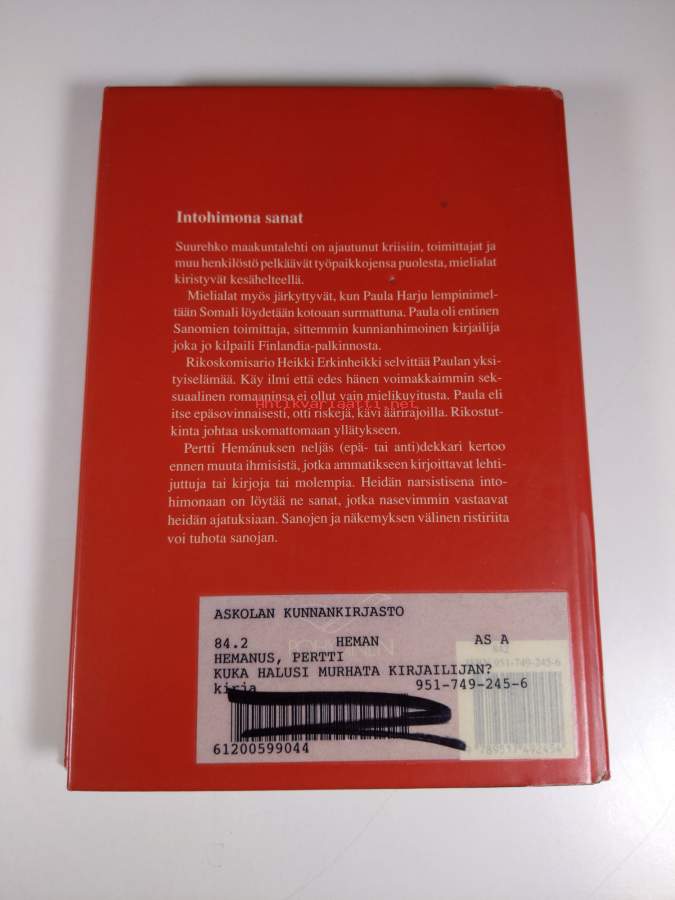 Intohimona sanat
Suurehko maakuntalehti on ajautunut kriisiin, toimittajat ja
muu henkilöstö pelkäävät työpaikkojensa puolesta, mielialat
kiristyvät kesähelteellä.
Mielialat myös järkyttyvät, kun Paula Harju lempinimel-
tään Somali löydetään kotoaan surmattuna. Paula oli entinen
Sanomien toimittaja, sittemmin kunnianhimoinen kirjailija
joka jo kilpaili Finlandia-palkinnosta.
Rikoskomisario Heikki Erkinheikki selvittää Paulan yksi-
tyiselämää. Käy ilmi että edes hänen voimakkaimmin sek-
suaalinen romaaninsa ei ollut vain mielikuvitusta. Paula eli
Antikvariaatti.net
itse epäsovinnaisesti, otti riskejä, kävi äärirajoilla. Rikostut-
kinta johtaa uskomattomaan yllätykseen.
Pertti Hemánuksen neljäs (epä- tai anti)dekkari kertoo
ennen muuta ihmisistä, jotka ammatikseen kirjoittavat lehti-
juttuja tai kirjoja tai molempia. Heidän narsistisena into-
himonaan on löytää ne sanat, jotka nasevimmin vastaavat
heidän ajatuksiaan. Sanojen ja näkemyksen välinen ristiriita
voi tuhota sanojan.
ASKOLAN KUNNANKIRJASTO
84.2 HEMAN AS A
842
HEMANUS, PERTTI
ISBN 951-749-245-6
KUKA HALUSI MURHATA KIRJAILIJAN?
kirja 951-749-245-6
61200599044
9789517492454